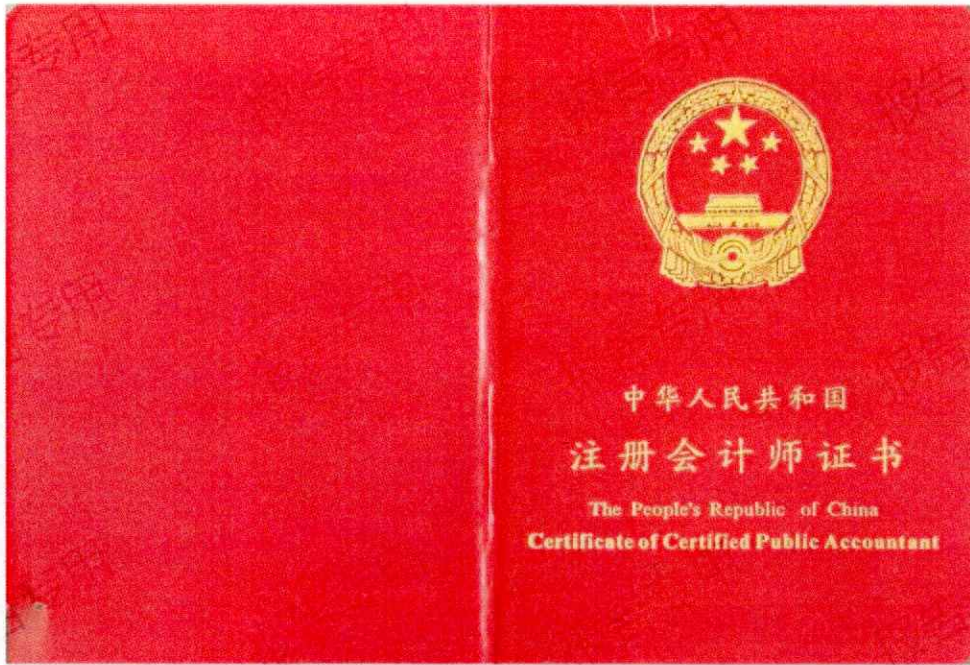 中华人民共和国
注册会计师证书
The People's Republic of China
Certificate of Certified Public Accountant